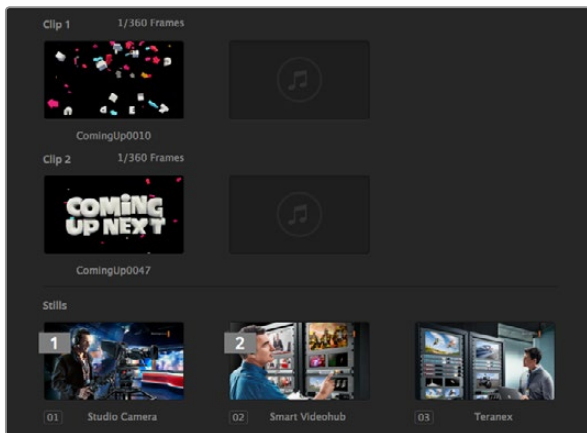 Clip 1 1/360 Frames
ComingUp0010
Clip 2 1/360 Frames
COMING
UP NEXT
ComingUp0047
Stills
1 2
01 Studio Camera 02 Smart Videohub 03 Teranex